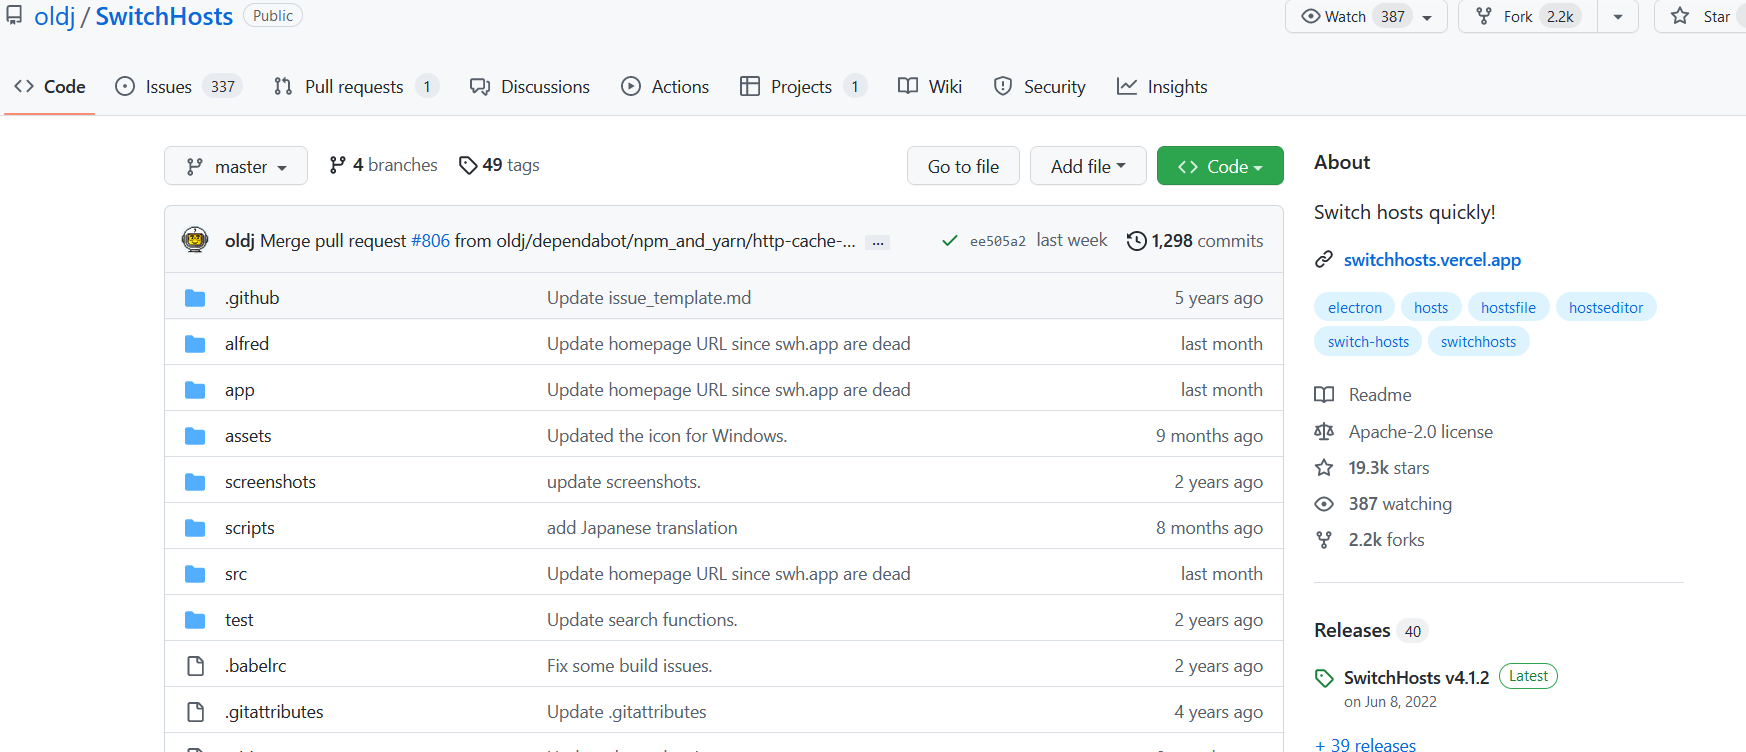 oldj / SwitchHosts Public
Watch 387 Fork 2.2k Star
Code Issues 337 Pull requests 1 Discussions Actions Projects 1 Wiki Security Insights
master 4 branches 49 tags Go to file Add file Code
oldj Merge pull request #806 from oldj/dependabot/npm_and_yarn/http-cache-... ... ee505a2 last week 1,298 commits
.github Update issue_template.md 5 years ago
alfred Update homepage URL since swh.app are dead last month
app Update homepage URL since swh.app are dead last month
assets Updated the icon for Windows. 9 months ago
screenshots update screenshots. 2 years ago
scripts add Japanese translation 8 months ago
src Update homepage URL since swh.app are dead last month
test Update search functions. 2 years ago
.babelrc Fix some build issues. 2 years ago
.gitattributes Update .gitattributes 4 years ago
About
Switch hosts quickly!
switchhosts.vercel.app
electron hosts hostsfile hostseditor
switch-hosts switchhosts
Readme
Apache-2.0 license
19.3k stars
387 watching
2.2k forks
Releases 40
SwitchHosts v4.1.2 Latest
on Jun 8, 2022
+ 39 releases